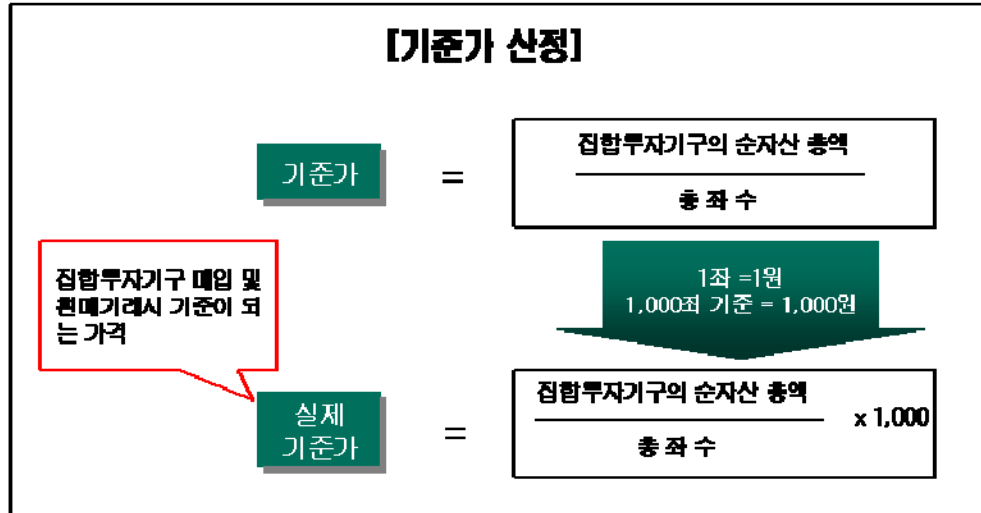 [기준가 산정]
기준가
=
집합투자기구의 순자산 총액
총 좌 수
집합투자기구 매입 및
환매거래시 기준이 되
는 가격
1좌 =1원
1,000좌 기준 = 1,000원
실제
기준가
=
집합투자기구의 순자산 총액
총 좌 수
x 1,000